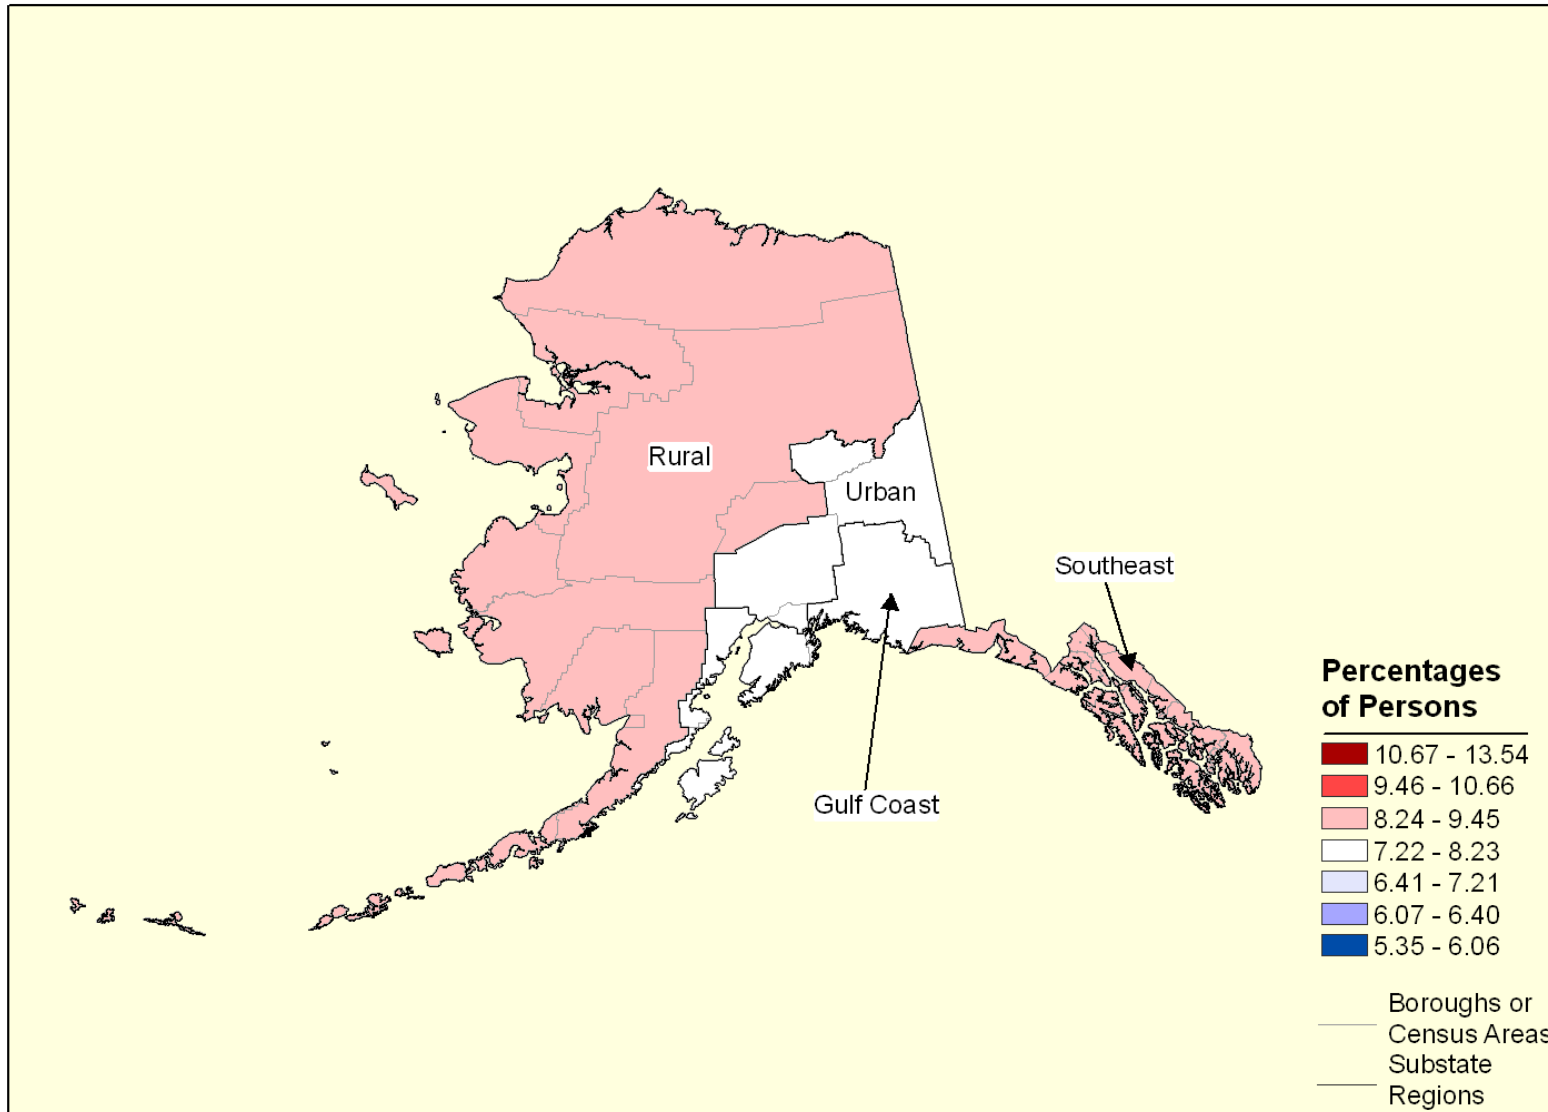 Rural
Urban
Southeast
Gulf Coast
Percentages
of Persons
10.67 - 13.54
9.46 - 10.66
8.24 - 9.45
7.22 - 8.23
6.41 - 7.21
6.07 - 6.40
5.35 - 6.06
Boroughs or
Census Areas
Substate
Regions